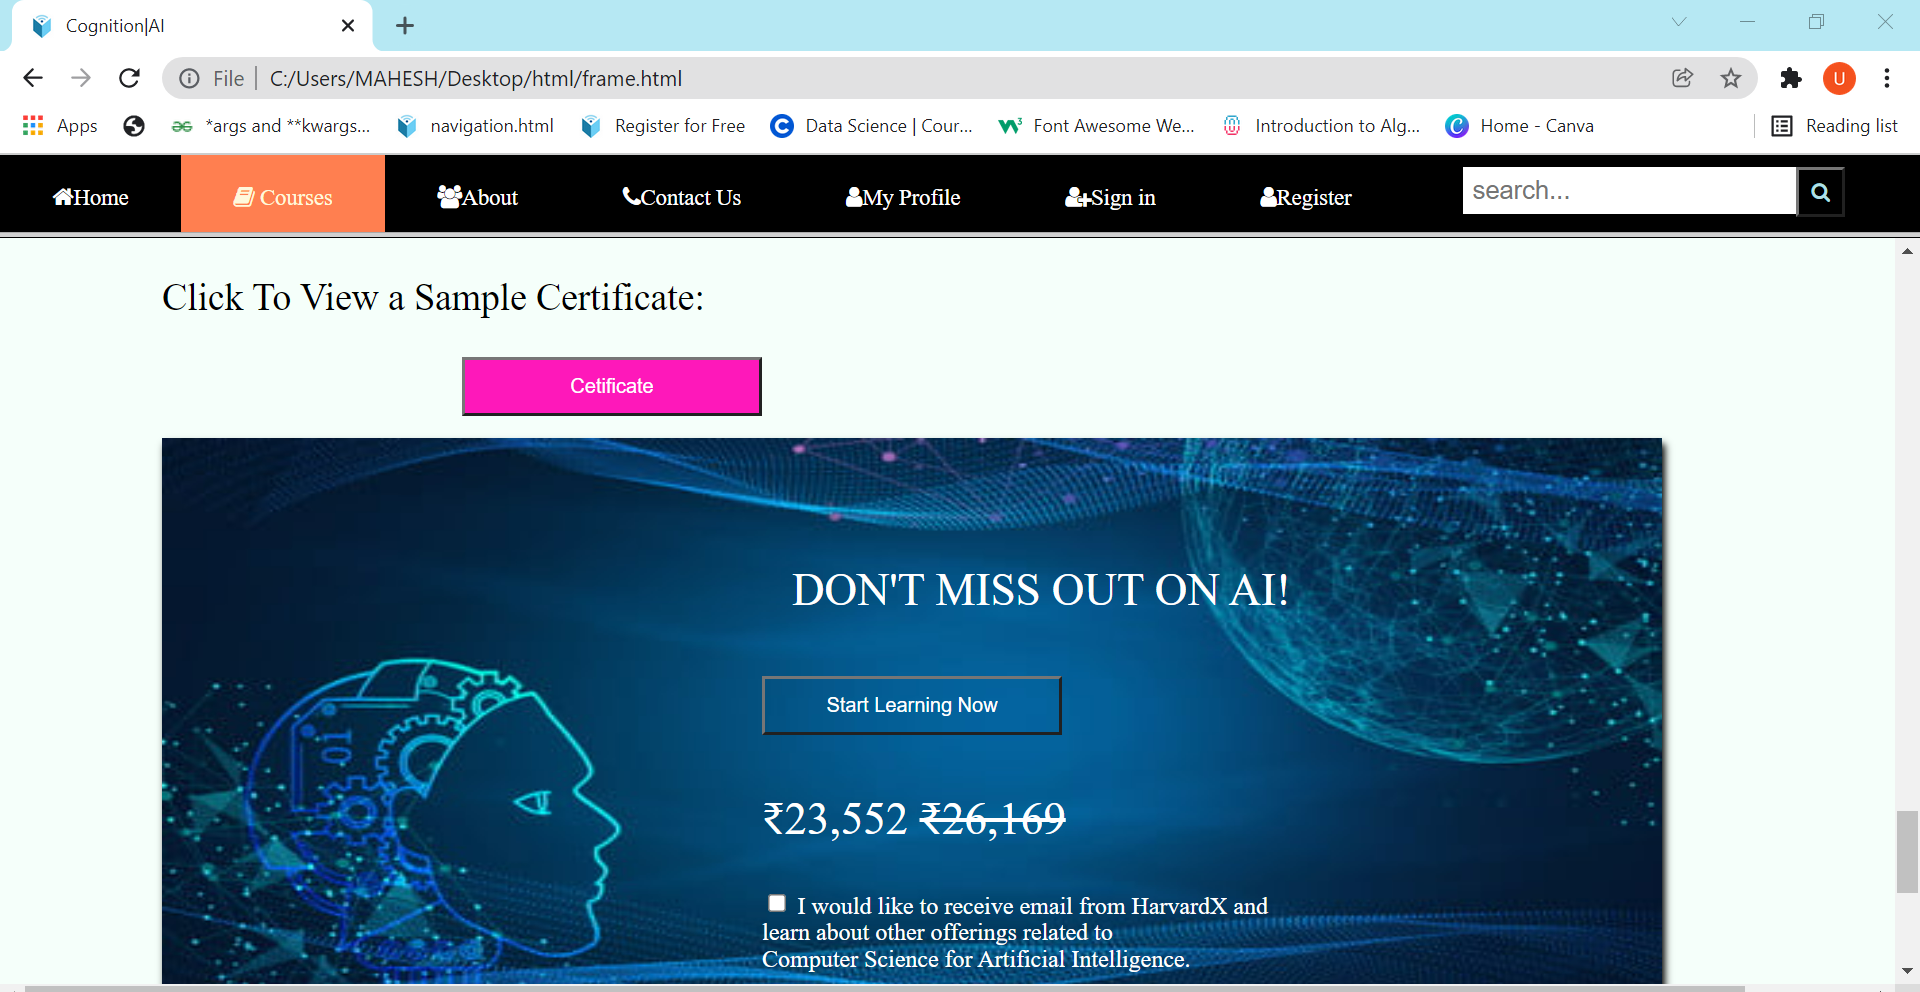 Cognition|AI
File
C:/Users/MAHESH/Desktop/html/frame.html
U
Apps
*args and **kwargs...
navigation.html
Register for Free
Data Science | Cour...
Font Awesome We...
Introduction to Alg...
Home - Canva
Reading list
Home
Courses
About
Contact Us
My Profile
Sign in
Register
search...
Click To View a Sample Certificate:
Cetificate
DON'T MISS OUT ON AI!
Start Learning Now
₹23,552 ₹26,169
I would like to receive email from HarvardX and
learn about other offerings related to
Computer Science for Artificial Intelligence.